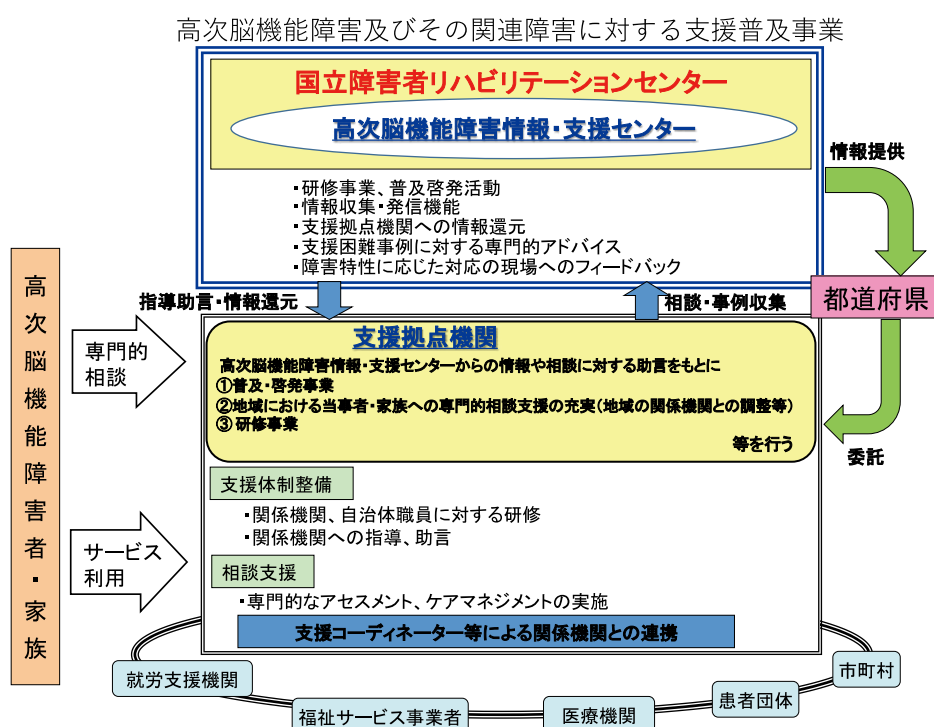 高次脳機能障害及びその関連障害に対する支援普及事業
国立障害者リハビリテーションセンター
高次脳機能障害情報・支援センター
・研修事業、普及啓発活動
・情報収集・発信機能
・支援拠点機関への情報還元
・支援困難事例に対する専門的アドバイス
・障害特性に応じた対応の現場へのフィードバック
情報提供
都道府県
委託
指導助言・情報還元
相談・事例収集
高次脳機能障害者・家族
専門的
相談
サービス
利用
支援拠点機関
高次脳機能障害情報・支援センターからの情報や相談に対する助言をもとに
①普及・啓発事業
②地域における当事者・家族への専門的相談支援の充実(地域の関係機関との調整等)
③ 研修事業
等を行う
支援体制整備
・関係機関、自治体職員に対する研修
・関係機関への指導、助言
相談支援
・専門的なアセスメント、ケアマネジメントの実施
支援コーディネーター等による関係機関との連携
就労支援機関
福祉サービス事業者
医療機関
患者団体
市町村